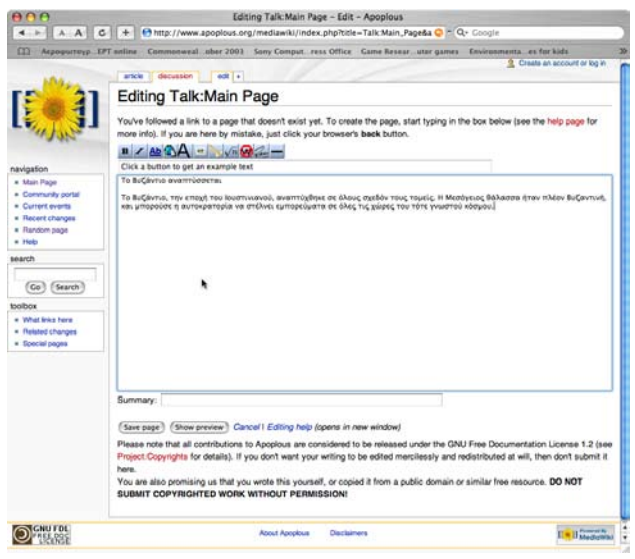 Editing Talk:Main Page – Edit – Apoplous
A A C + http://www.apoplous.org/mediawiki/index.php?title=Talk:Main_Page&a Q- Google
EPT online Commonweal...ober 2003 Sony Comput...ress Office Game Resear...uter games Environmenta...es for kids
Create an account or log in
article discussion edit +
Editing Talk:Main Page
You've followed a link to a page that doesn't exist yet. To create the page, start typing in the box below (see the help page for
more info). If you are here by mistake, just click your browser's back button.
Click a button to get an example text
Το Βυζάντιο αναπτύσσεται
Το Βυζάντιο, την εποχή του Ιουστινιανού, αναπτύχθηκε σε όλους σχεδόν τους τομείς. Η Μεσόγειος θάλασσα ήταν πλέον Βυζαντινή,
και μπορούσε η αυτοκρατορία να στέλνει εμπορεύματα σε όλες τις χώρες του τότε γνωστού κόσμου.
navigation
Main Page
Community portal
Current events
Recent changes
Random page
Help
search
Go Search
toolbox
What links here
Related changes
Special pages
Summary:
Save page Show preview Cancel | Editing help (opens in new window)
Please note that all contributions to Apoplous are considered to be released under the GNU Free Documentation License 1.2 (see
Project:Copyrights for details). If you don't want your writing to be edited mercilessly and redistributed at will, then don't submit it
here.
You are also promising us that you wrote this yourself, or copied it from a public domain or similar free resource. DO NOT
SUBMIT COPYRIGHTED WORK WITHOUT PERMISSION!
GNU FDL
FREE DOC
LICENSE
About Apoplous Disclaimers
Powered By
MediaWiki